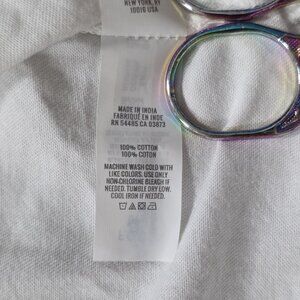 NEW YORK, NY
10018 USA
MADE IN INDIA
FABRIQUÉ EN INDE
RN 54485 CA 03873
100% COTTON
100% COTON
MACHINE WASH COLD WITH
LIKE COLORS. USE ONLY
NON-CHLORINE BLEACH IF
NEEDED. TUMBLE DRY LOW.
COOL IRON IF NEEDED.